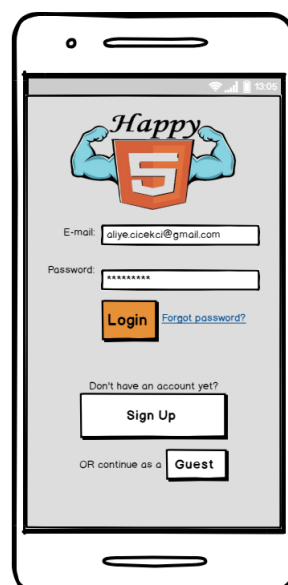 13:05
Happy
5
E-mail: aliye.cicekci@gmail.com
Password: *********
Login Forgot password?
Don't have an account yet?
Sign Up
OR continue as a Guest